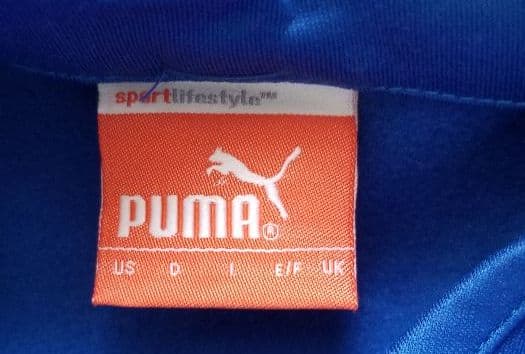 sportlifestyle™
PUMA®
US D I E/F UK